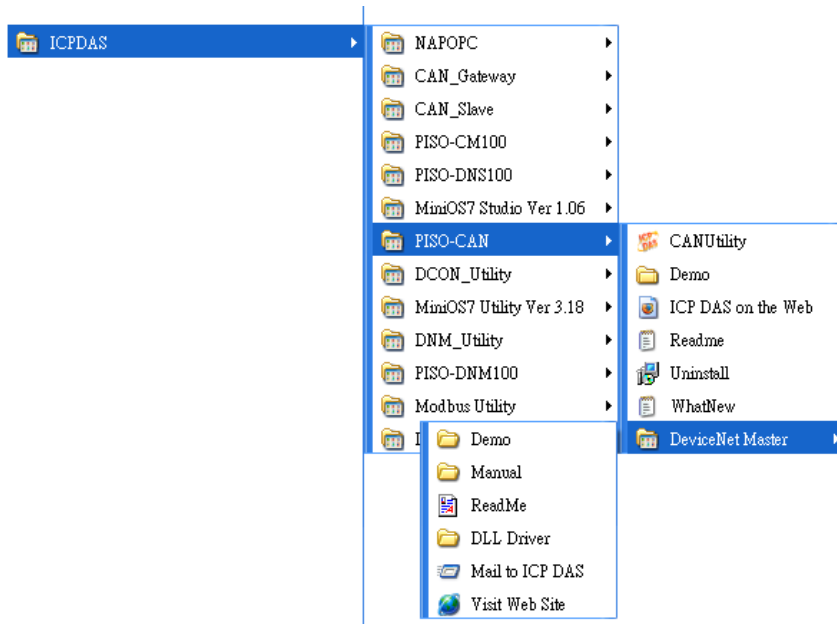 ICPDAS
NAPOPC
CAN_Gateway
CAN_Slave
PISO-CM100
PISO-DNS100
MiniOS7 Studio Ver 1.06
PISO-CAN
DCON_Utility
MiniOS7 Utility Ver 3.18
DNM_Utility
PISO-DNM100
Modbus Utility
CANUtility
Demo
ICP DAS on the Web
Readme
Uninstall
WhatNew
DeviceNet Master
Demo
Manual
ReadMe
DLL Driver
Mail to ICP DAS
Visit Web Site